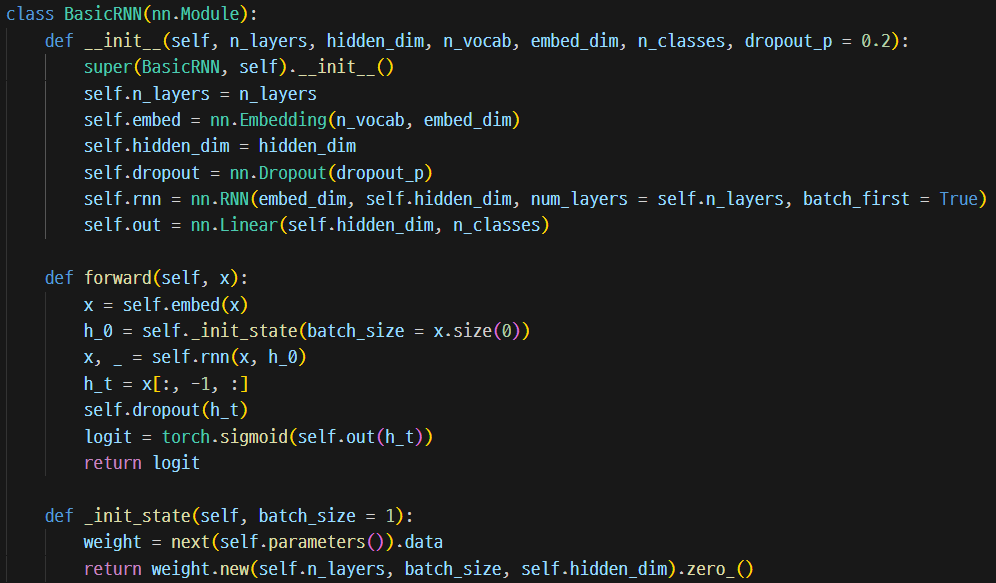 class BasicRNN(nn.Module):
    def __init__(self, n_layers, hidden_dim, n_vocab, embed_dim, n_classes, dropout_p = 0.2):
        super(BasicRNN, self).__init__()
        self.n_layers = n_layers
        self.embed = nn.Embedding(n_vocab, embed_dim)
        self.hidden_dim = hidden_dim
        self.dropout = nn.Dropout(dropout_p)
        self.rnn = nn.RNN(embed_dim, self.hidden_dim, num_layers = self.n_layers, batch_first = True)
        self.out = nn.Linear(self.hidden_dim, n_classes)

    def forward(self, x):
        x = self.embed(x)
        h_0 = self._init_state(batch_size = x.size(0))
        x, _ = self.rnn(x, h_0)
        h_t = x[:, -1, :]
        self.dropout(h_t)
        logit = torch.sigmoid(self.out(h_t))
        return logit

    def _init_state(self, batch_size = 1):
        weight = next(self.parameters()).data
        return weight.new(self.n_layers, batch_size, self.hidden_dim).zero_()